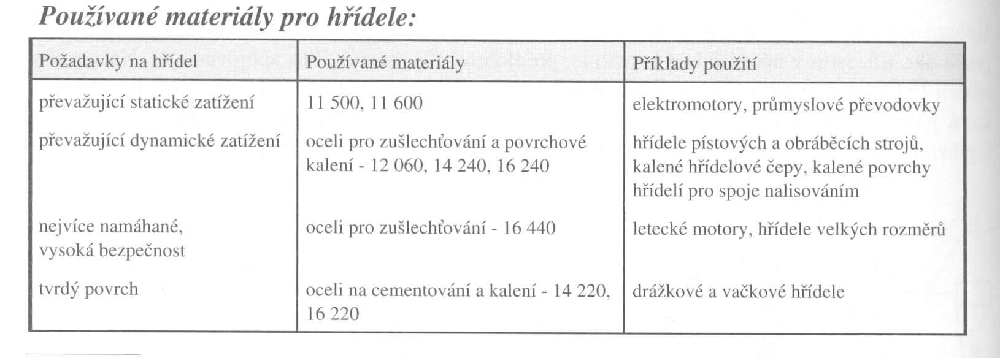 Používané materiály pro hřídele:
Požadavky na hřídel
Používané materiály
Příklady použití
převažující statické zatížení
11 500, 11 600
elektromotory, průmyslové převodovky
převažující dynamické zatížení
oceli pro zušlechťování a povrchové
kalení - 12 060, 14 240, 16 240
hřídele pístových a obráběcích strojů,
kalené hřídelové čepy, kalené povrchy
hřídelí pro spoje nalisováním
nejvíce namáhané,
vysoká bezpečnost
oceli pro zušlechťování - 16 440
letecké motory, hřídele velkých rozměrů
tvrdý povrch
oceli na cementování a kalení - 14 220,
16 220
drážkové a vačkové hřídele